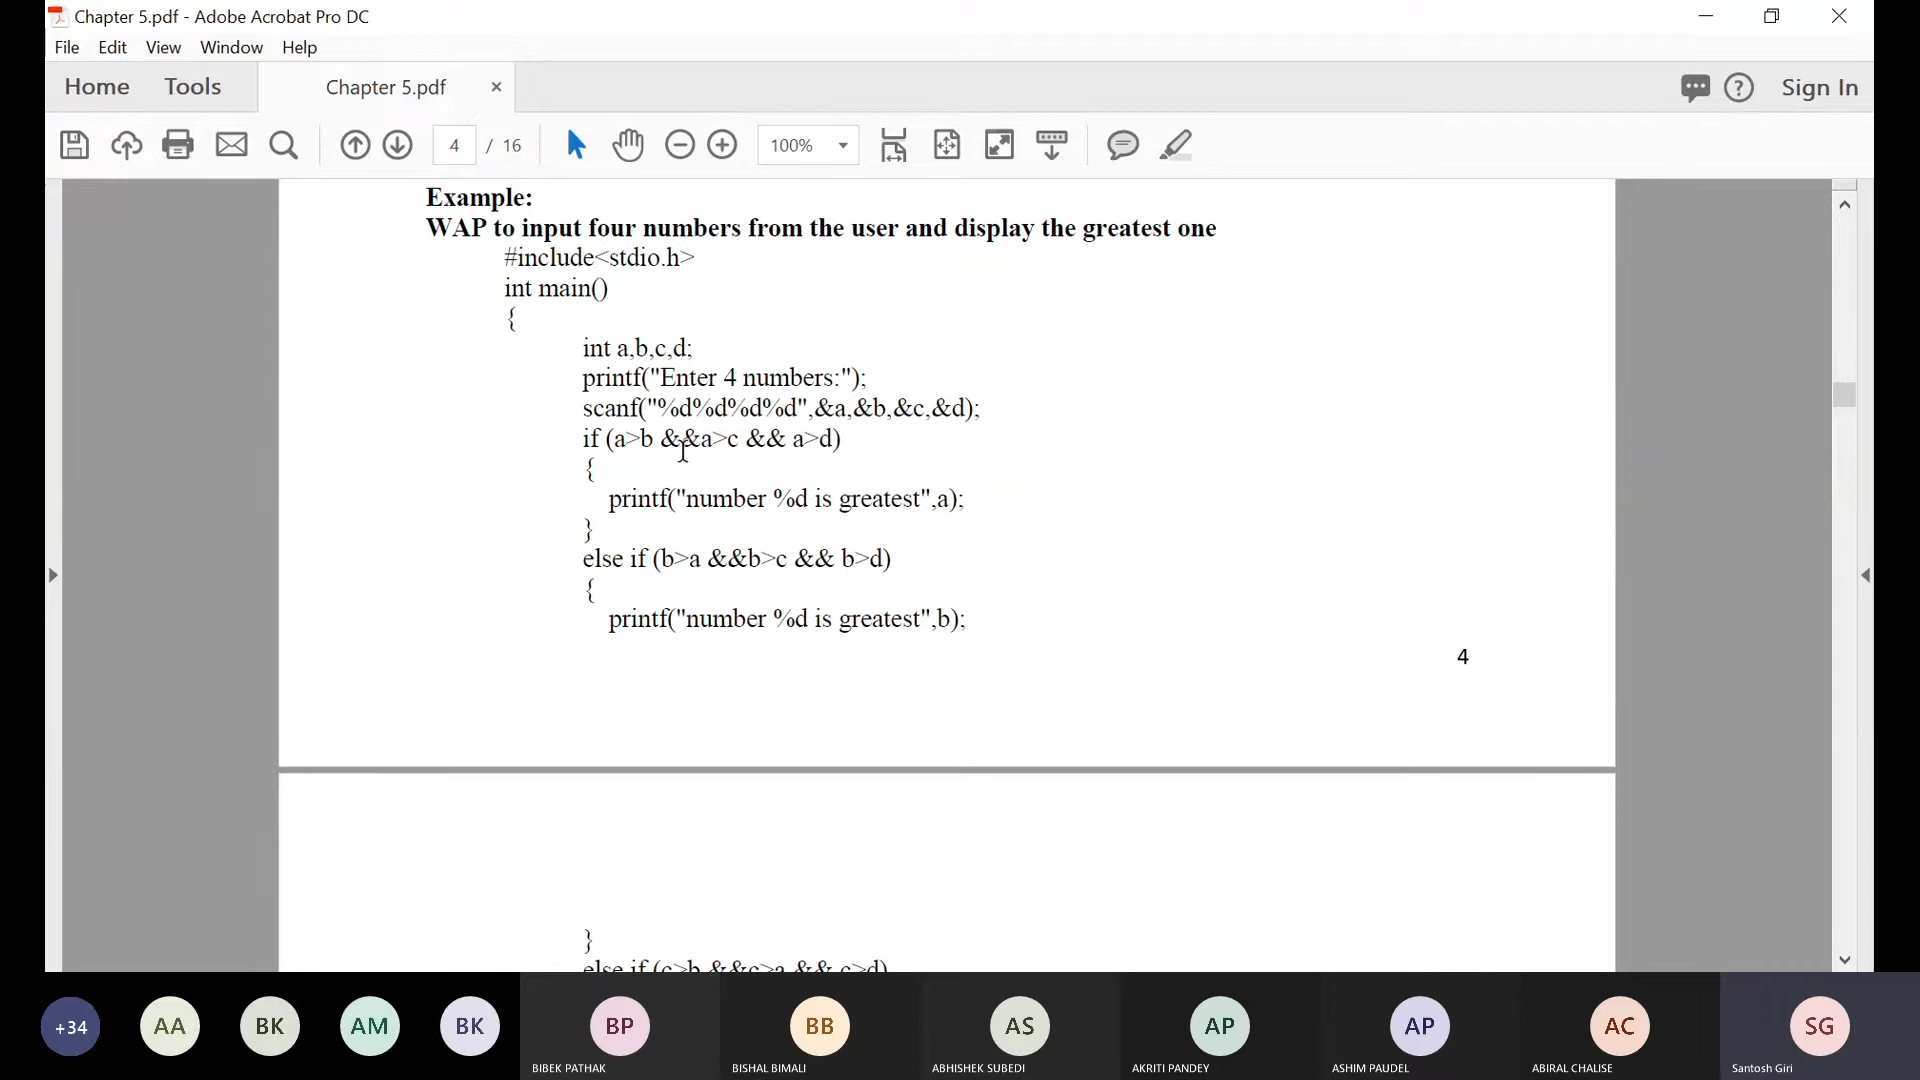 Chapter 5.pdf - Adobe Acrobat Pro DC
File Edit View Window Help
Home Tools Chapter 5.pdf × Sign In
4 / 16 100%
Example:
WAP to input four numbers from the user and display the greatest one
#include<stdio.h>
int main()
{
int a,b,c,d;
printf("Enter 4 numbers:");
scanf("%d%d%d%d",&a,&b,&c,&d);
if (a>b &&a>c && a>d)
{
printf("number %d is greatest",a);
}
else if (b>a &&b>c && b>d)
{
printf("number %d is greatest",b);
4
}
else if (c>b &&c>a && c>d)
+34 AA BK AM BK BP BB AS AP AP AC SG
BIBEK PATHAK BISHAL BIMALI ABHISHEK SUBEDI AKRITI PANDEY ASHIM PAUDEL ABIRAL CHALISE Santosh Giri